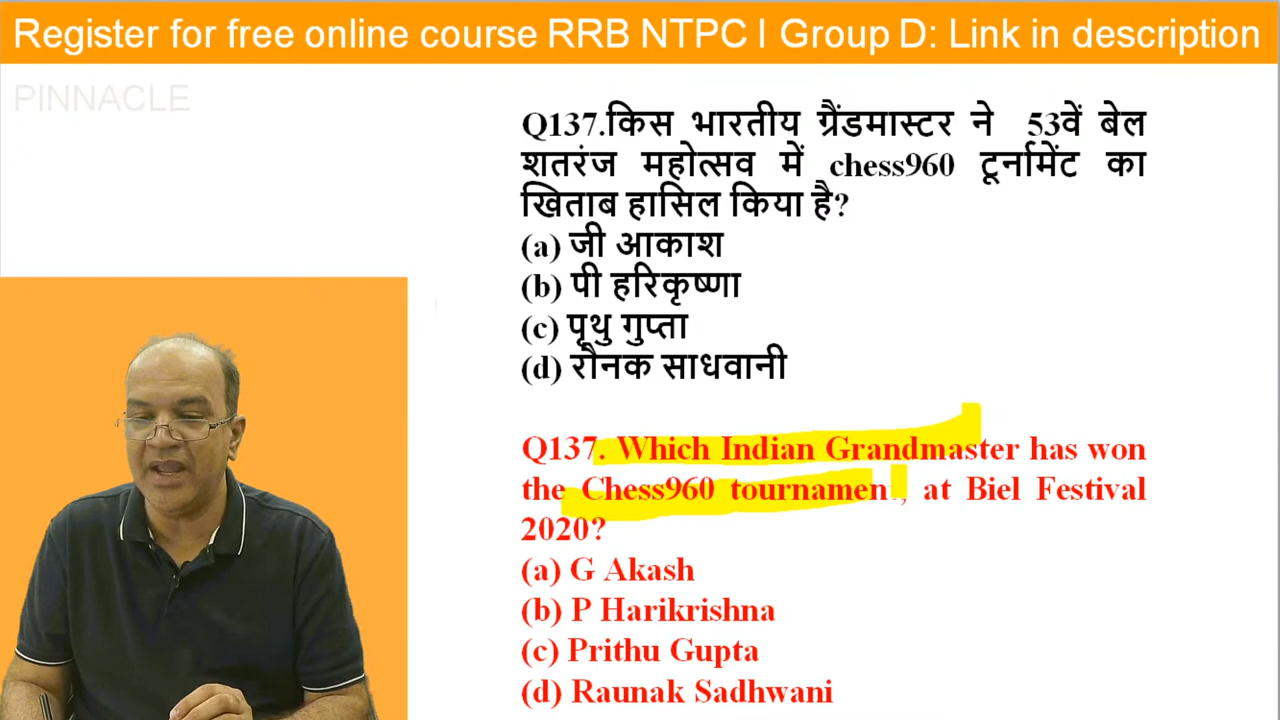 Register for free online course RRB NTPC I Group D: Link in description
PINNACLE
Q137.किस भारतीय ग्रैंडमास्टर ने 53वें बेल
शतरंज महोत्सव में chess960 टूर्नामेंट का
खिताब हासिल किया है?
(a) जी आकाश
(b) पी हरिकृष्णा
(c) पृथु गुप्ता
(d) रौनक साधवानी
Q137. Which Indian Grandmaster has won
the Chess960 tournament, at Biel Festival
2020?
(a) G Akash
(b) P Harikrishna
(c) Prithu Gupta
(d) Raunak Sadhwani